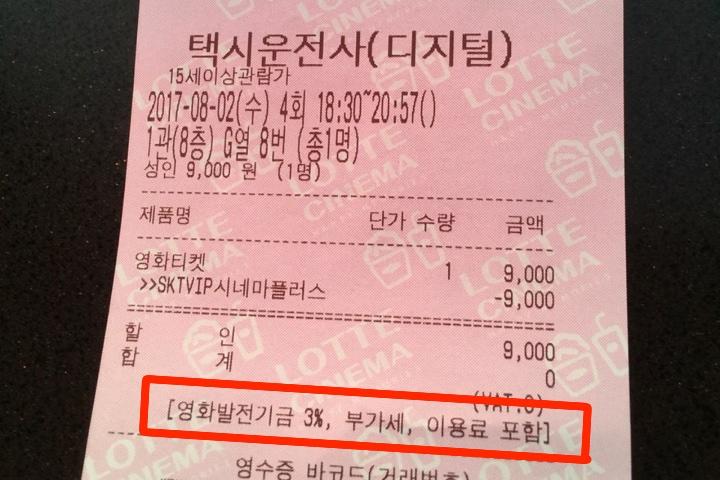 택시운전사(디지털)
15세이상관람가
2017-08-02(수) 4회 18:30~20:57()
1관(8층) G열 8번 (총1명)
성인 9,000 원 (1명)
제품명 단가 수량 금액
영화티켓 1 9,000
>>SKTVIP시네마플러스 -9,000
할 인 9,000
합 계 0
(VAT:0)
[영화발전기금 3%, 부가세, 이용료 포함]
영수증 바코드(거래번호)
LOTTE CINEMA